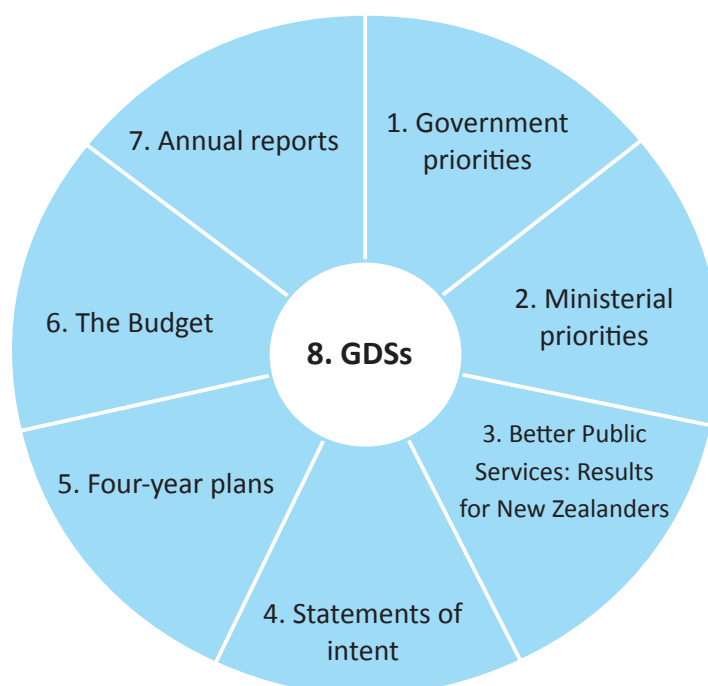 1. Government
priorities
2. Ministerial
priorities
3. Better Public
Services: Results
for New Zealanders
4. Statements of
intent
5. Four-year plans
6. The Budget
7. Annual reports
8. GDSs